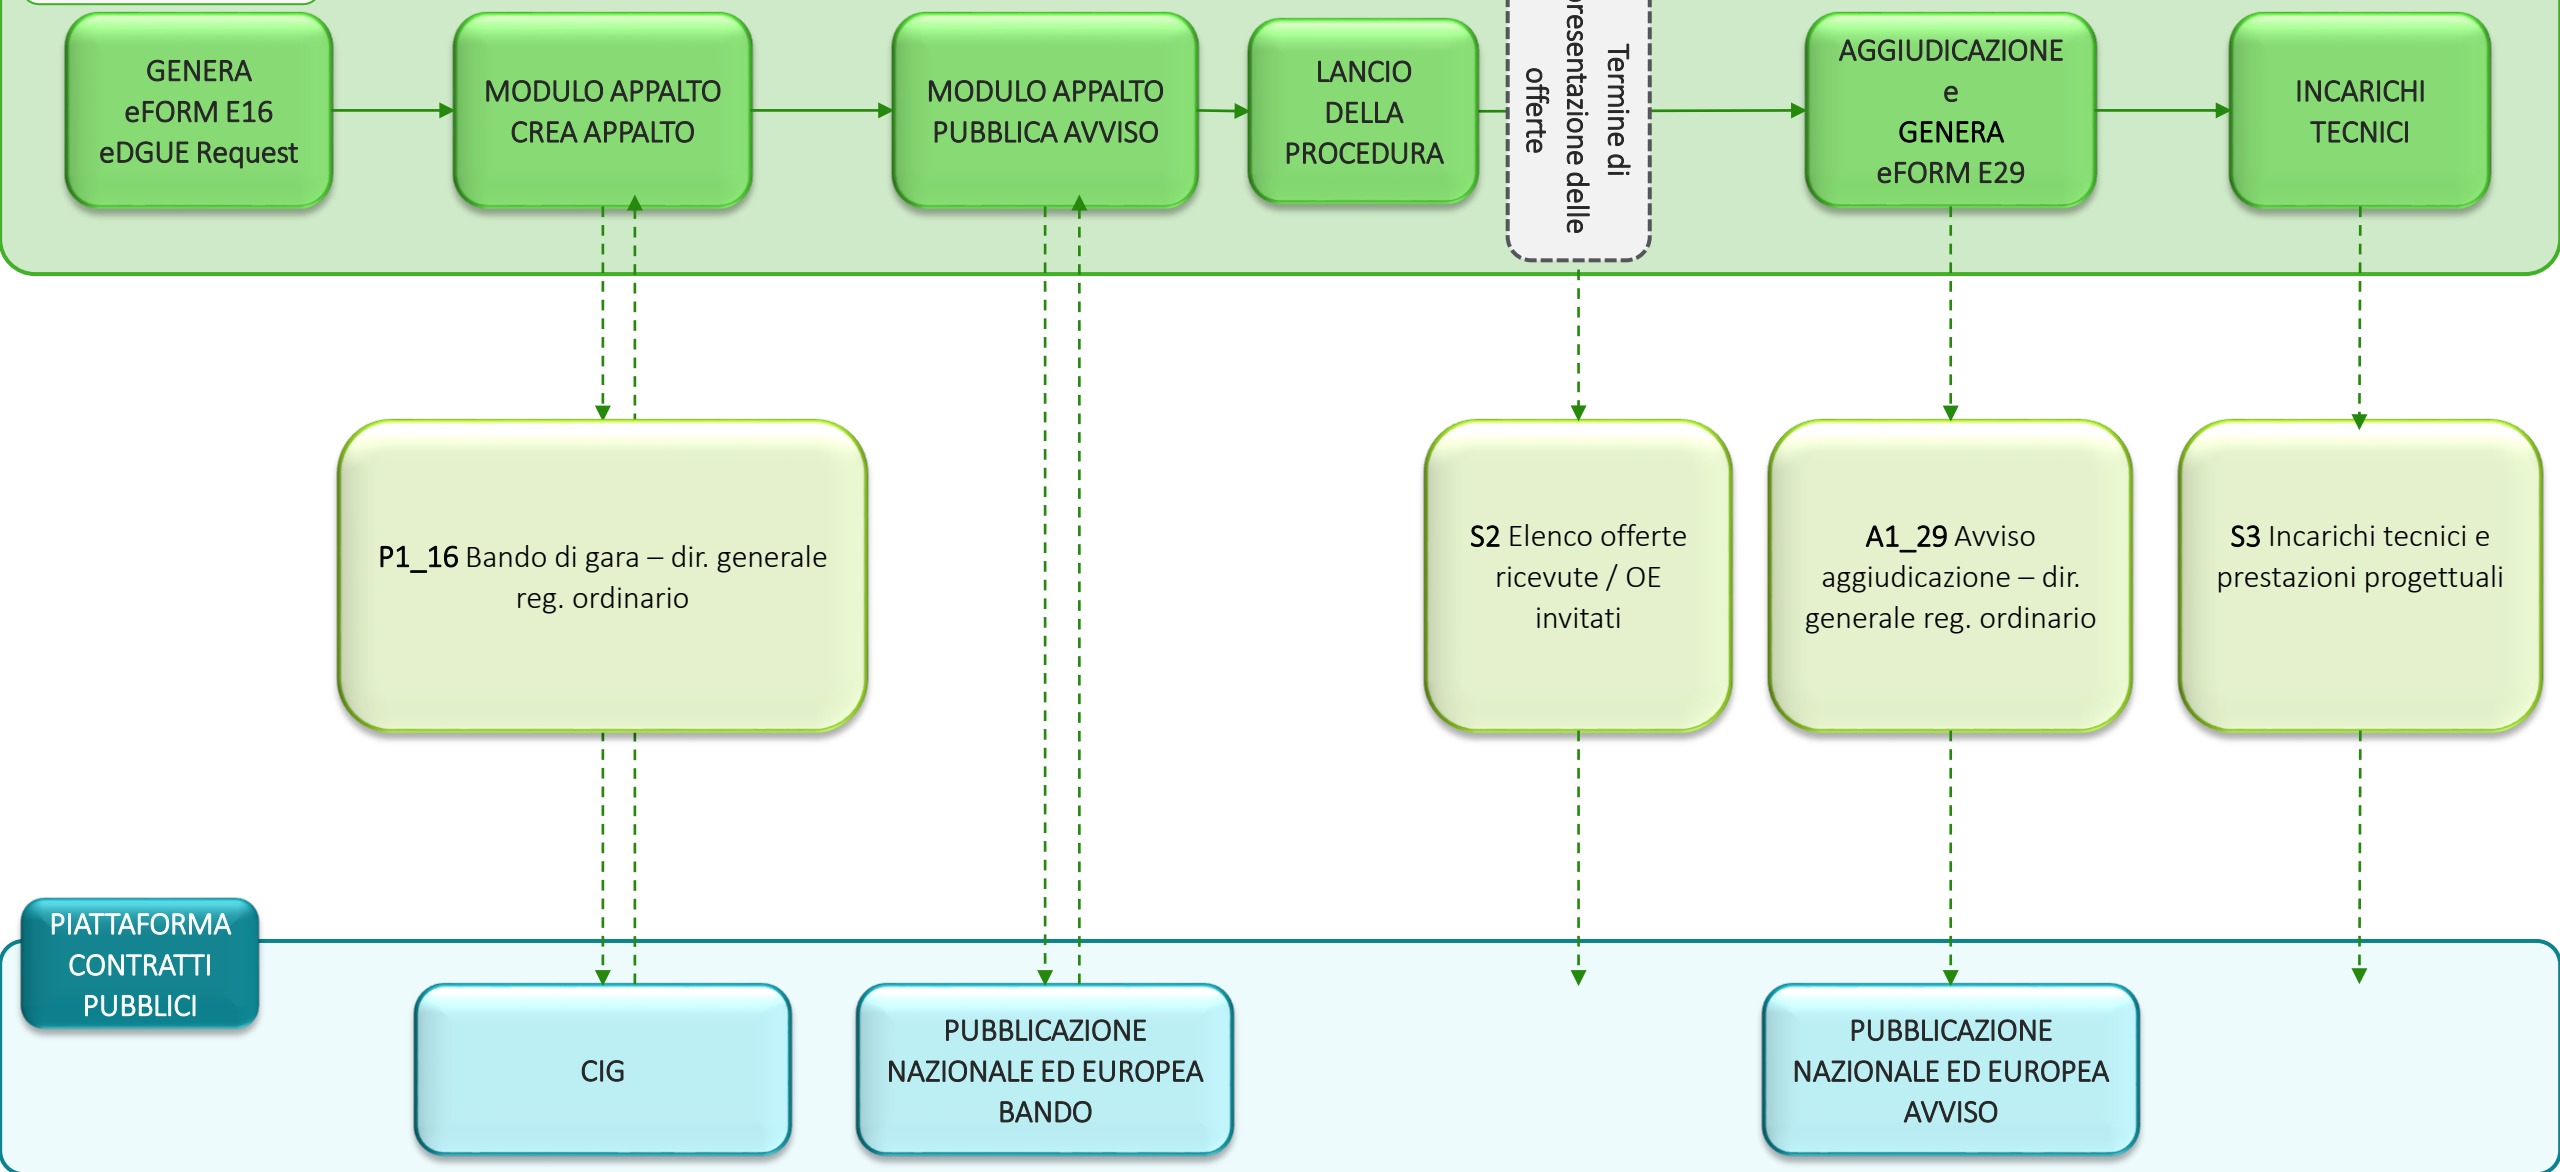 GENERA
eFORM E16
eDGUE Request
MODULO APPALTO
CREA APPALTO
MODULO APPALTO
PUBBLICA AVVISO
LANCIO
DELLA
PROCEDURA
Termine di
presentazione delle
offerte
AGGIUDICAZIONE
e
GENERA
eFORM E29
INCARICHI
TECNICI
P1_16 Bando di gara – dir. generale
reg. ordinario
S2 Elenco offerte
ricevute / OE
invitati
A1_29 Avviso
aggiudicazione – dir.
generale reg. ordinario
S3 Incarichi tecnici e
prestazioni progettuali
PIATTAFORMA
CONTRATTI
PUBBLICI
CIG
PUBBLICAZIONE
NAZIONALE ED EUROPEA
BANDO
PUBBLICAZIONE
NAZIONALE ED EUROPEA
AVVISO